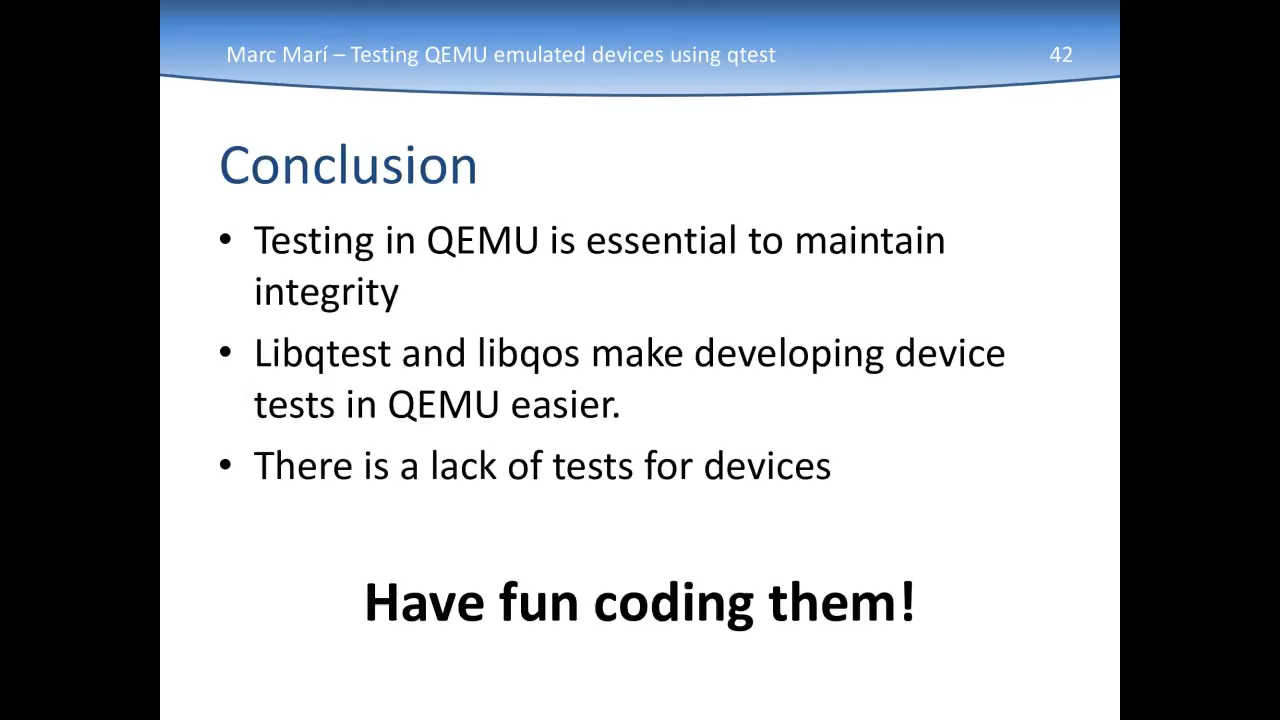 Marc Marí – Testing QEMU emulated devices using qtest 42
Conclusion
• Testing in QEMU is essential to maintain
integrity
• Libqtest and libqos make developing device
tests in QEMU easier.
• There is a lack of tests for devices
Have fun coding them!